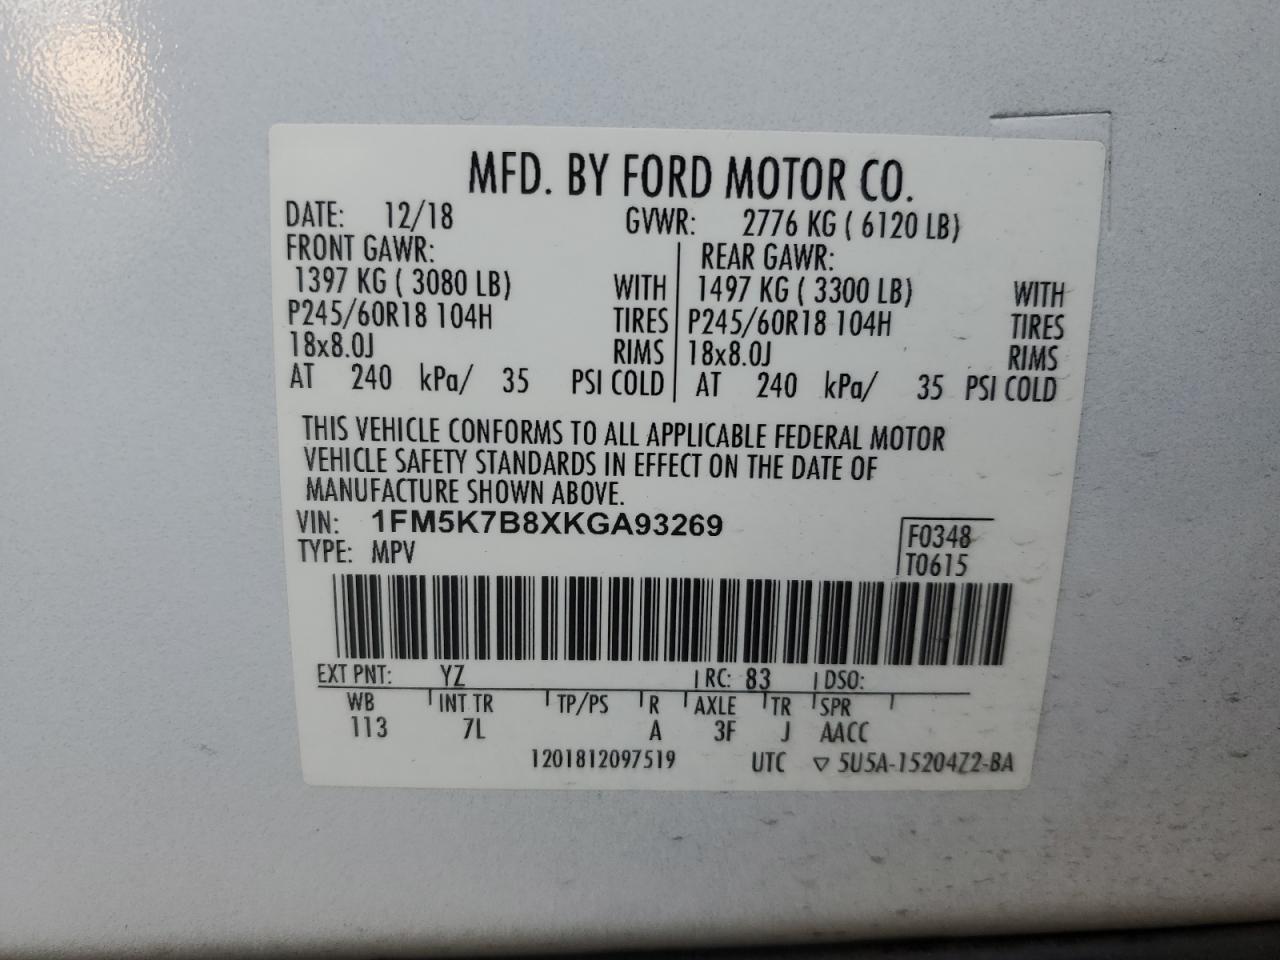 MFD. BY FORD MOTOR CO.
DATE: 12/18 GVWR: 2776 KG ( 6120 LB)
FRONT GAWR: REAR GAWR:
1397 KG ( 3080 LB) WITH 1497 KG ( 3300 LB) WITH
P245/60R18 104H TIRES P245/60R18 104H TIRES
18x8.0J RIMS 18x8.0J RIMS
AT 240 kPa/ 35 PSI COLD AT 240 kPa/ 35 PSI COLD
THIS VEHICLE CONFORMS TO ALL APPLICABLE FEDERAL MOTOR
VEHICLE SAFETY STANDARDS IN EFFECT ON THE DATE OF
MANUFACTURE SHOWN ABOVE.
VIN: 1FM5K7B8XKGA93269 F0348
TYPE: MPV T0615
EXT PNT: YZ RC: 83 DSO:
WB INT TR TP/PS R AXLE TR SPR
113 7L A 3F J AACC
1201812097519 UTC ▽ 5U5A-15204Z2-BA